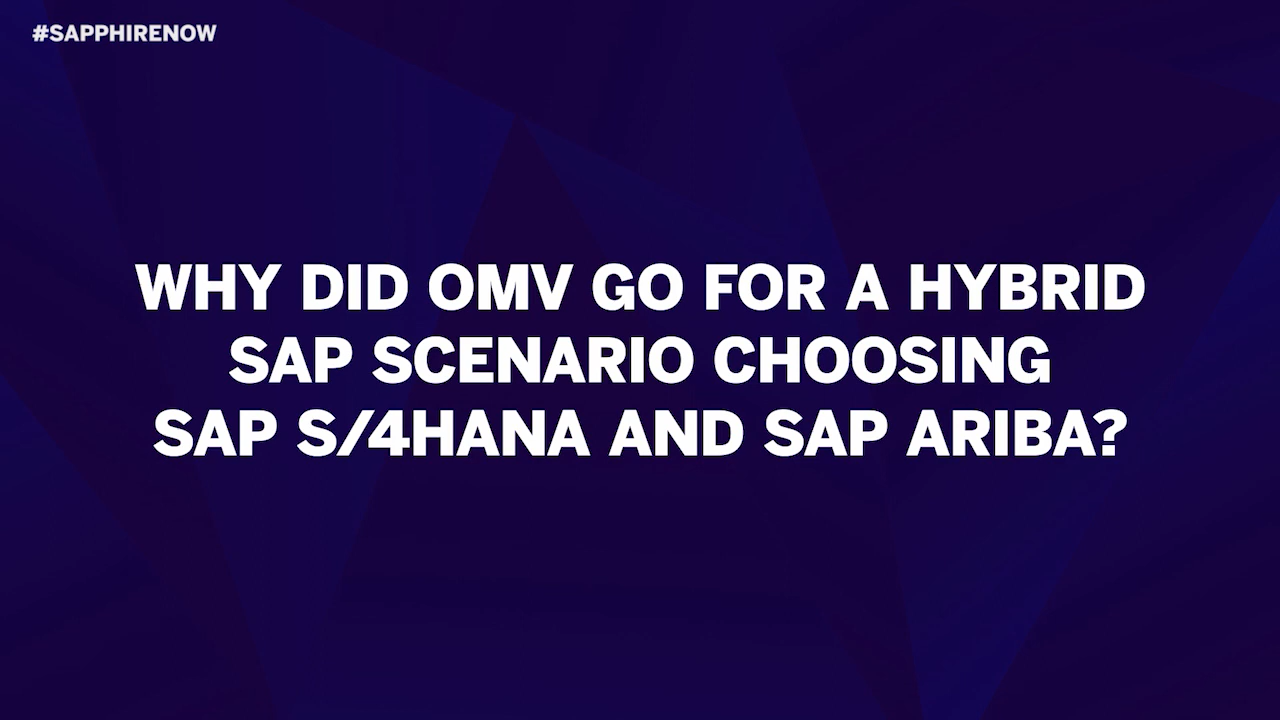 #SAPPHIRENOW
WHY DID OMV GO FOR A HYBRID
SAP SCENARIO CHOOSING
SAP S/4HANA AND SAP ARIBA?